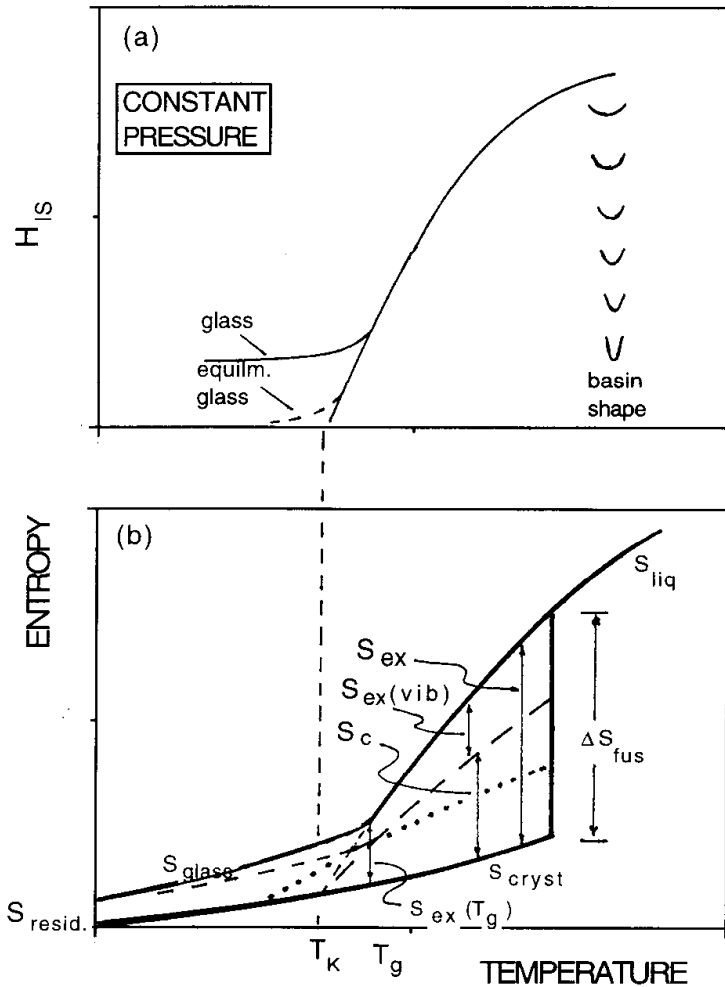 (a)
CONSTANT
PRESSURE
H_IS
glass
equilm.
glass
basin
shape
(b)
ENTROPY
S_liq
S_ex
S_ex(vib)
S_c
ΔS_fus
S_glass
S_cryst
S_resid.
S_ex(T_g)
T_K
T_g
TEMPERATURE